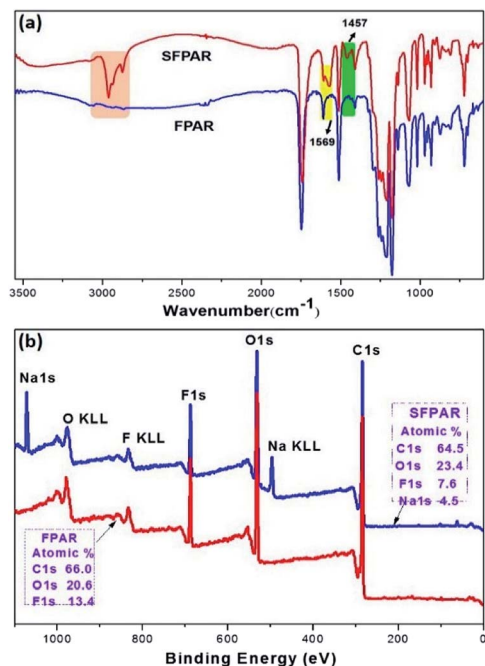 (a)
1457
SFPAR
FPAR
1569
3550 3000 2500 2000 1500 1000
Wavenumber(cm-1)
(b)
O1s
C1s
Na1s
F1s
O KLL
F KLL
Na KLL
SFPAR
Atomic %
C1s 64.5
O1s 23.4
F1s 7.6
Na1s 4.5
FPAR
Atomic %
C1s 66.0
O1s 20.6
F1s 13.4
1000 800 600 400 200 0
Binding Energy (eV)